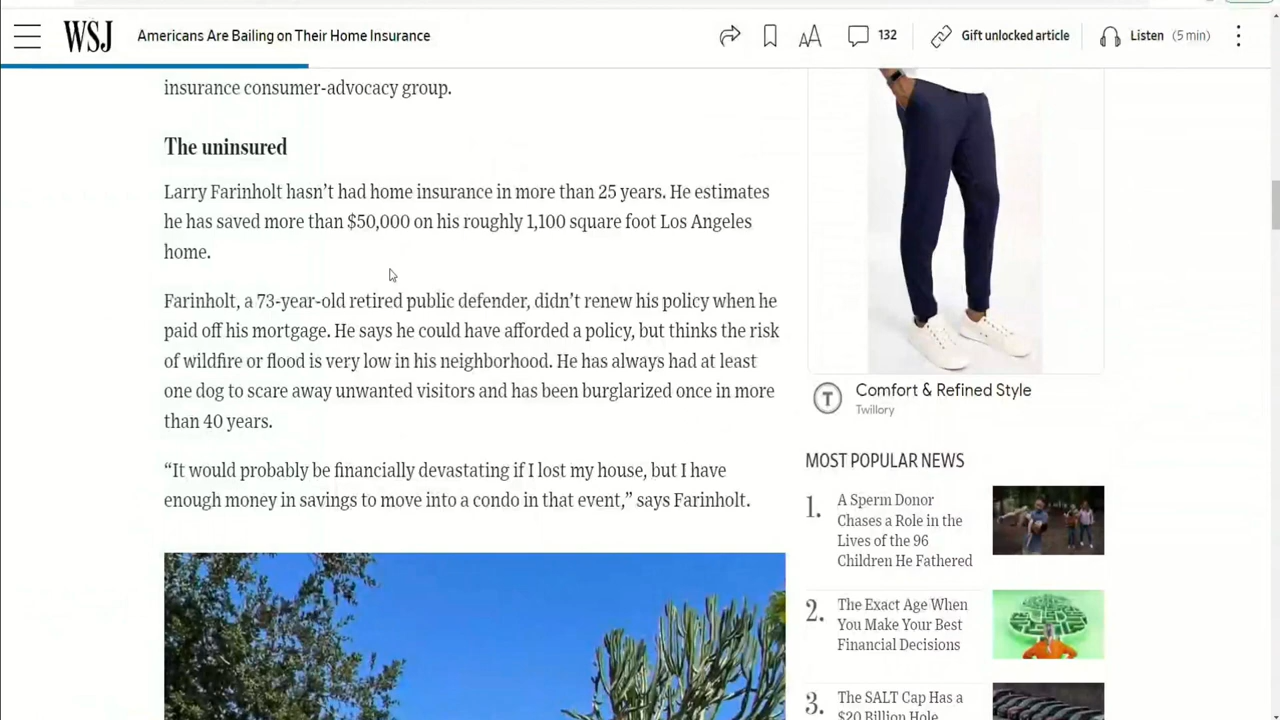 WSJ
Americans Are Bailing on Their Home Insurance
132
Gift unlocked article
Listen (5 min)
insurance consumer-advocacy group.
The uninsured
Larry Farinholt hasn’t had home insurance in more than 25 years. He estimates
he has saved more than $50,000 on his roughly 1,100 square foot Los Angeles
home.
Farinholt, a 73-year-old retired public defender, didn’t renew his policy when he
paid off his mortgage. He says he could have afforded a policy, but thinks the risk
of wildfire or flood is very low in his neighborhood. He has always had at least
one dog to scare away unwanted visitors and has been burglarized once in more
than 40 years.
“It would probably be financially devastating if I lost my house, but I have
enough money in savings to move into a condo in that event,” says Farinholt.
T
Comfort & Refined Style
Twillory
MOST POPULAR NEWS
1.
A Sperm Donor
Chases a Role in the
Lives of the 96
Children He Fathered
2.
The Exact Age When
You Make Your Best
Financial Decisions
3.
The SALT Cap Has a
$20 Billion Hole